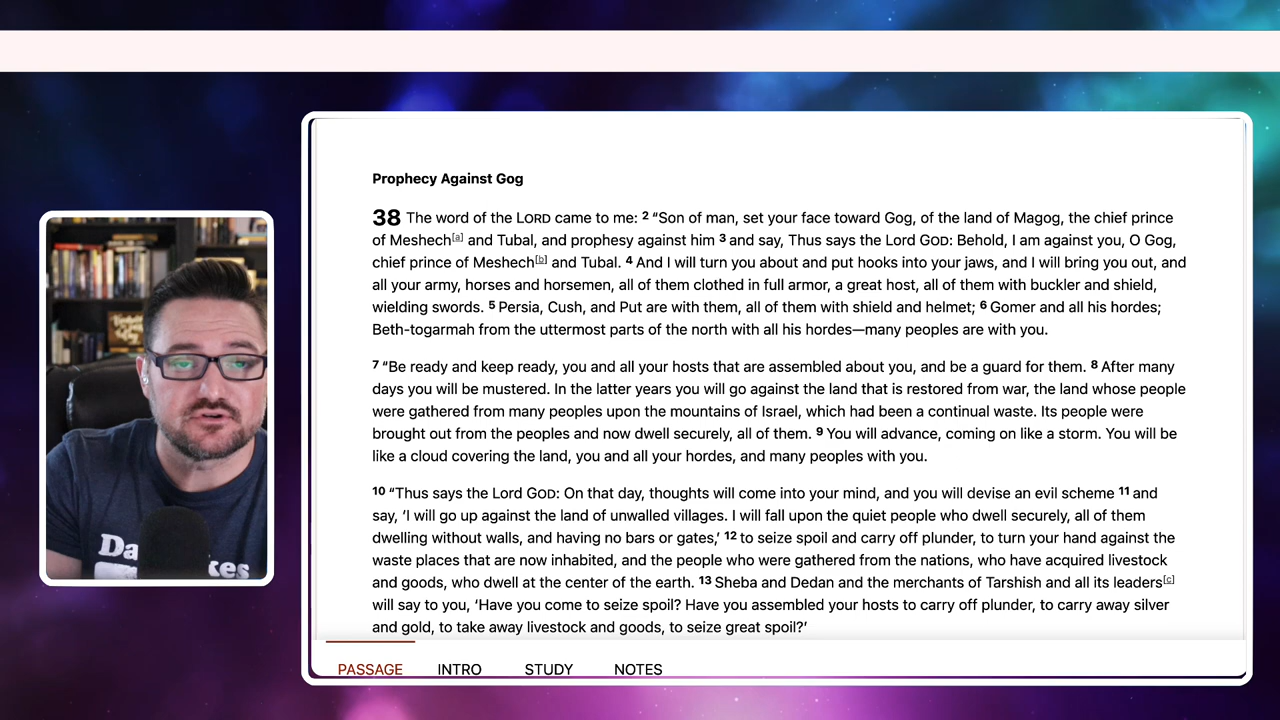 Prophecy Against Gog
38 The word of the LORD came to me: 2 “Son of man, set your face toward Gog, of the land of Magog, the chief prince
of Meshech[a] and Tubal, and prophesy against him 3 and say, Thus says the Lord GOD: Behold, I am against you, O Gog,
chief prince of Meshech[b] and Tubal. 4 And I will turn you about and put hooks into your jaws, and I will bring you out, and
all your army, horses and horsemen, all of them clothed in full armor, a great host, all of them with buckler and shield,
wielding swords. 5 Persia, Cush, and Put are with them, all of them with shield and helmet; 6 Gomer and all his hordes;
Beth-togarmah from the uttermost parts of the north with all his hordes—many peoples are with you.
7 “Be ready and keep ready, you and all your hosts that are assembled about you, and be a guard for them. 8 After many
days you will be mustered. In the latter years you will go against the land that is restored from war, the land whose people
were gathered from many peoples upon the mountains of Israel, which had been a continual waste. Its people were
brought out from the peoples and now dwell securely, all of them. 9 You will advance, coming on like a storm. You will be
like a cloud covering the land, you and all your hordes, and many peoples with you.
10 “Thus says the Lord GOD: On that day, thoughts will come into your mind, and you will devise an evil scheme 11 and
say, ‘I will go up against the land of unwalled villages. I will fall upon the quiet people who dwell securely, all of them
dwelling without walls, and having no bars or gates,’ 12 to seize spoil and carry off plunder, to turn your hand against the
waste places that are now inhabited, and the people who were gathered from the nations, who have acquired livestock
and goods, who dwell at the center of the earth. 13 Sheba and Dedan and the merchants of Tarshish and all its leaders[c]
will say to you, ‘Have you come to seize spoil? Have you assembled your hosts to carry off plunder, to carry away silver
and gold, to take away livestock and goods, to seize great spoil?’
PASSAGE INTRO STUDY NOTES